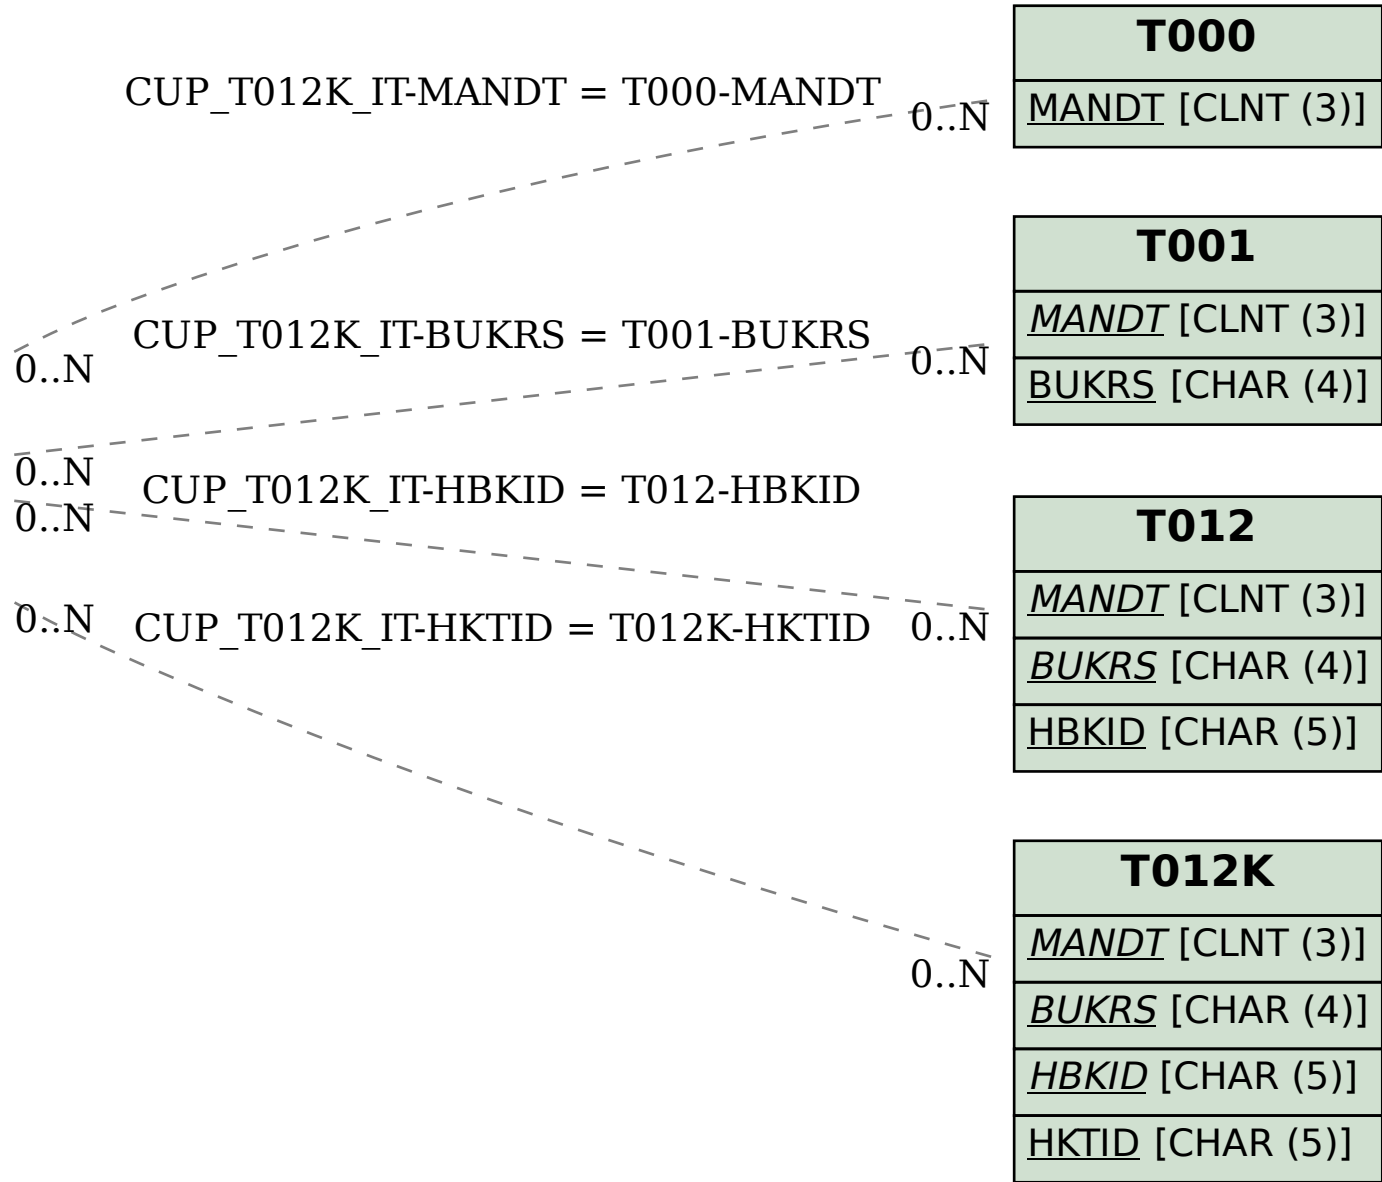 T000
MANDT [CLNT (3)]
CUP_T012K_IT-MANDT = T000-MANDT
0..N
0..N
T001
MANDT [CLNT (3)]
BUKRS [CHAR (4)]
CUP_T012K_IT-BUKRS = T001-BUKRS
0..N
0..N
T012
MANDT [CLNT (3)]
BUKRS [CHAR (4)]
HBKID [CHAR (5)]
CUP_T012K_IT-HBKID = T012-HBKID
0..N
0..N
T012K
MANDT [CLNT (3)]
BUKRS [CHAR (4)]
HBKID [CHAR (5)]
HKTID [CHAR (5)]
CUP_T012K_IT-HKTID = T012K-HKTID
0..N
0..N